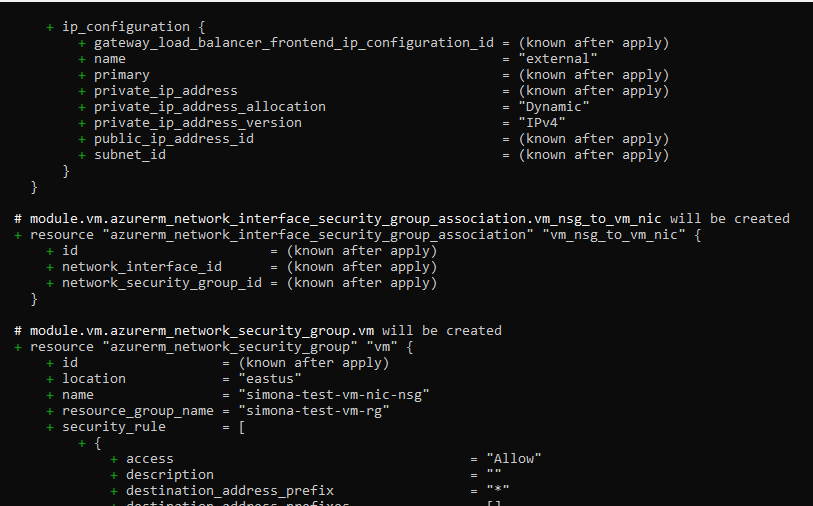 + ip_configuration {
+ gateway_load_balancer_frontend_ip_configuration_id = (known after apply)
+ name = "external"
+ primary = (known after apply)
+ private_ip_address = (known after apply)
+ private_ip_address_allocation = "Dynamic"
+ private_ip_address_version = "IPv4"
+ public_ip_address_id = (known after apply)
+ subnet_id = (known after apply)
}
}
# module.vm.azurerm_network_interface_security_group_association.vm_nsg_to_vm_nic will be created
+ resource "azurerm_network_interface_security_group_association" "vm_nsg_to_vm_nic" {
+ id = (known after apply)
+ network_interface_id = (known after apply)
+ network_security_group_id = (known after apply)
}
# module.vm.azurerm_network_security_group.vm will be created
+ resource "azurerm_network_security_group" "vm" {
+ id = (known after apply)
+ location = "eastus"
+ name = "simona-test-vm-nic-nsg"
+ resource_group_name = "simona-test-vm-rg"
+ security_rule = [
+ {
+ access = "Allow"
+ description = ""
+ destination_address_prefix = "*"
+ destination_address_prefixes = []